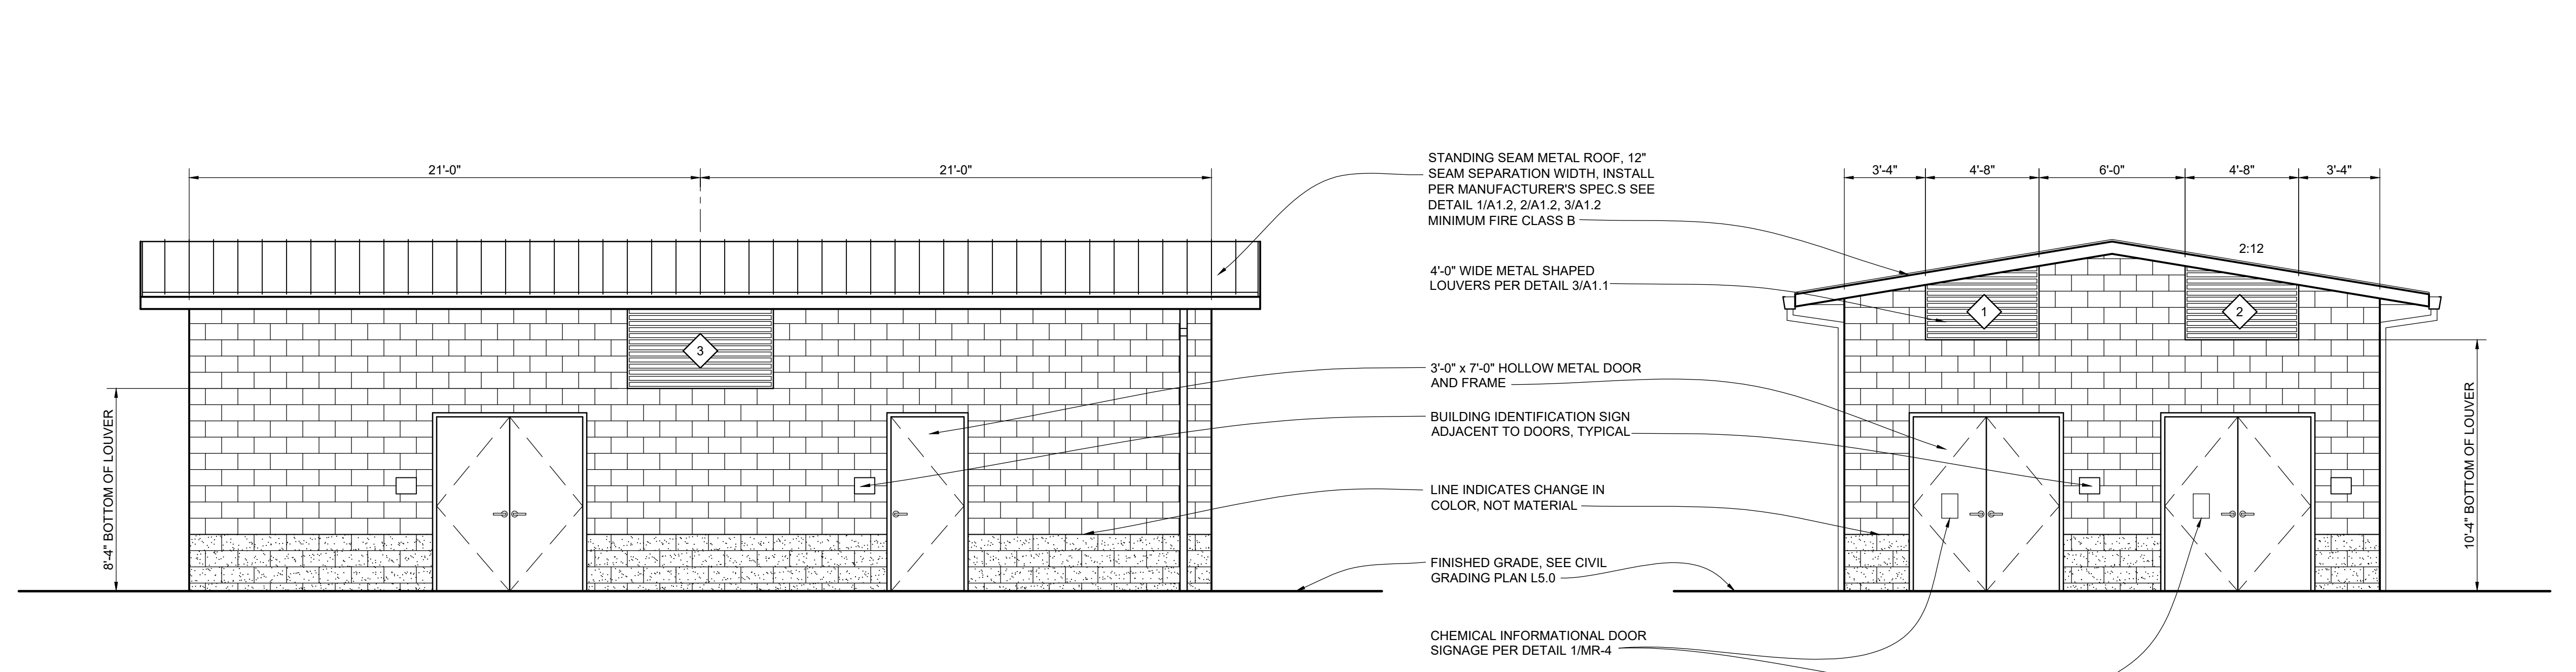 21'-0"
21'-0"
3
8'-4" BOTTOM OF LOUVER
STANDING SEAM METAL ROOF, 12"
SEAM SEPARATION WIDTH, INSTALL
PER MANUFACTURER'S SPEC.S SEE
DETAIL 1/A1.2, 2/A1.2, 3/A1.2
MINIMUM FIRE CLASS B
4'-0" WIDE METAL SHAPED
LOUVERS PER DETAIL 3/A1.1
3'-0" x 7'-0" HOLLOW METAL DOOR
AND FRAME
BUILDING IDENTIFICATION SIGN
ADJACENT TO DOORS, TYPICAL
LINE INDICATES CHANGE IN
COLOR, NOT MATERIAL
FINISHED GRADE, SEE CIVIL
GRADING PLAN L5.0
CHEMICAL INFORMATIONAL DOOR
SIGNAGE PER DETAIL 1/MR-4
3'-4"
4'-8"
6'-0"
4'-8"
3'-4"
2:12
1
2
10'-4" BOTTOM OF LOUVER